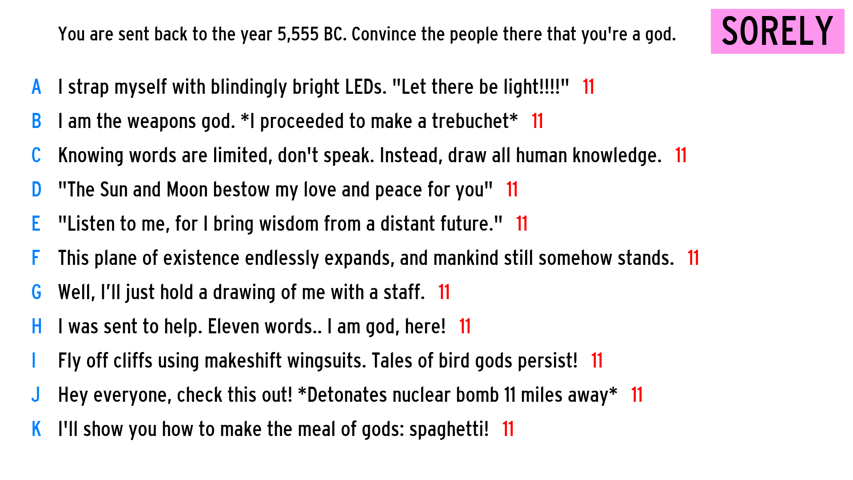 You are sent back to the year 5,555 BC. Convince the people there that you're a god.
SORELY
A I strap myself with blindingly bright LEDs. "Let there be light!!!!" 11
B I am the weapons god. *I proceeded to make a trebuchet* 11
C Knowing words are limited, don't speak. Instead, draw all human knowledge. 11
D "The Sun and Moon bestow my love and peace for you" 11
E "Listen to me, for I bring wisdom from a distant future." 11
F This plane of existence endlessly expands, and mankind still somehow stands. 11
G Well, I’ll just hold a drawing of me with a staff. 11
H I was sent to help. Eleven words.. I am god, here! 11
I Fly off cliffs using makeshift wingsuits. Tales of bird gods persist! 11
J Hey everyone, check this out! *Detonates nuclear bomb 11 miles away* 11
K I'll show you how to make the meal of gods: spaghetti! 11